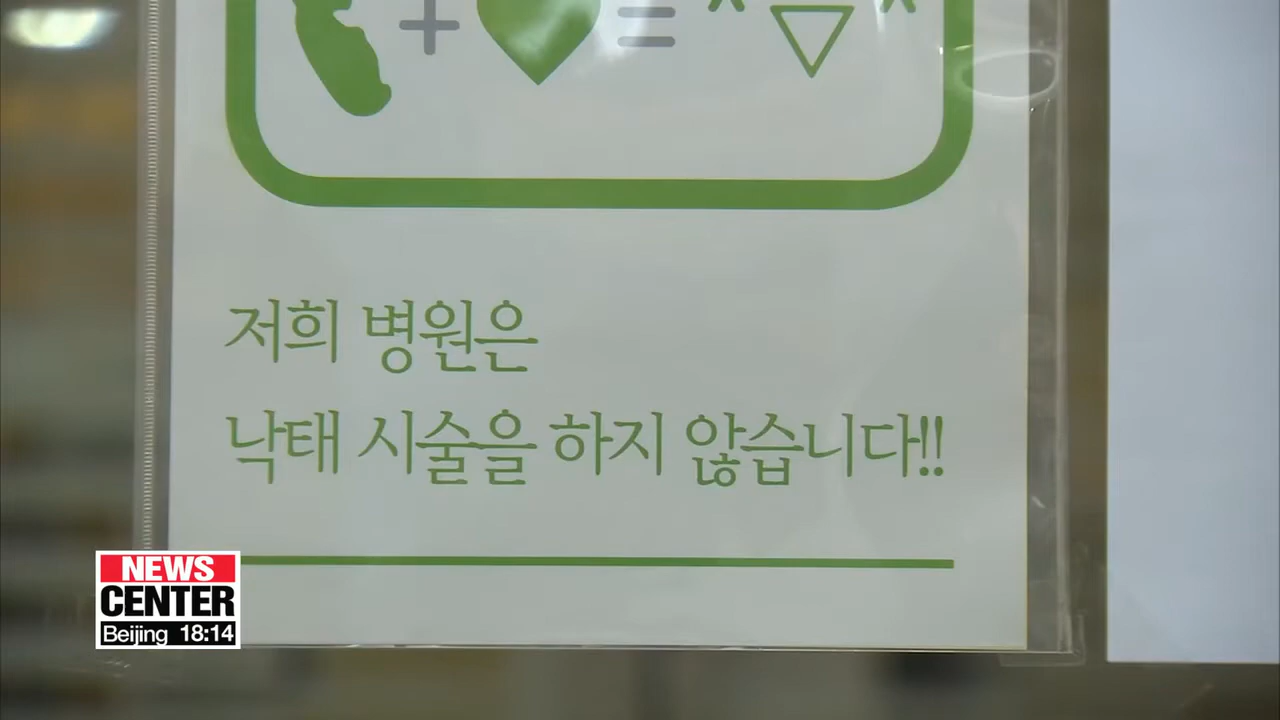 + = ^ ▽ ^
저희 병원은
낙태 시술을 하지 않습니다!!
NEWS
CENTER
Beijing 18:14